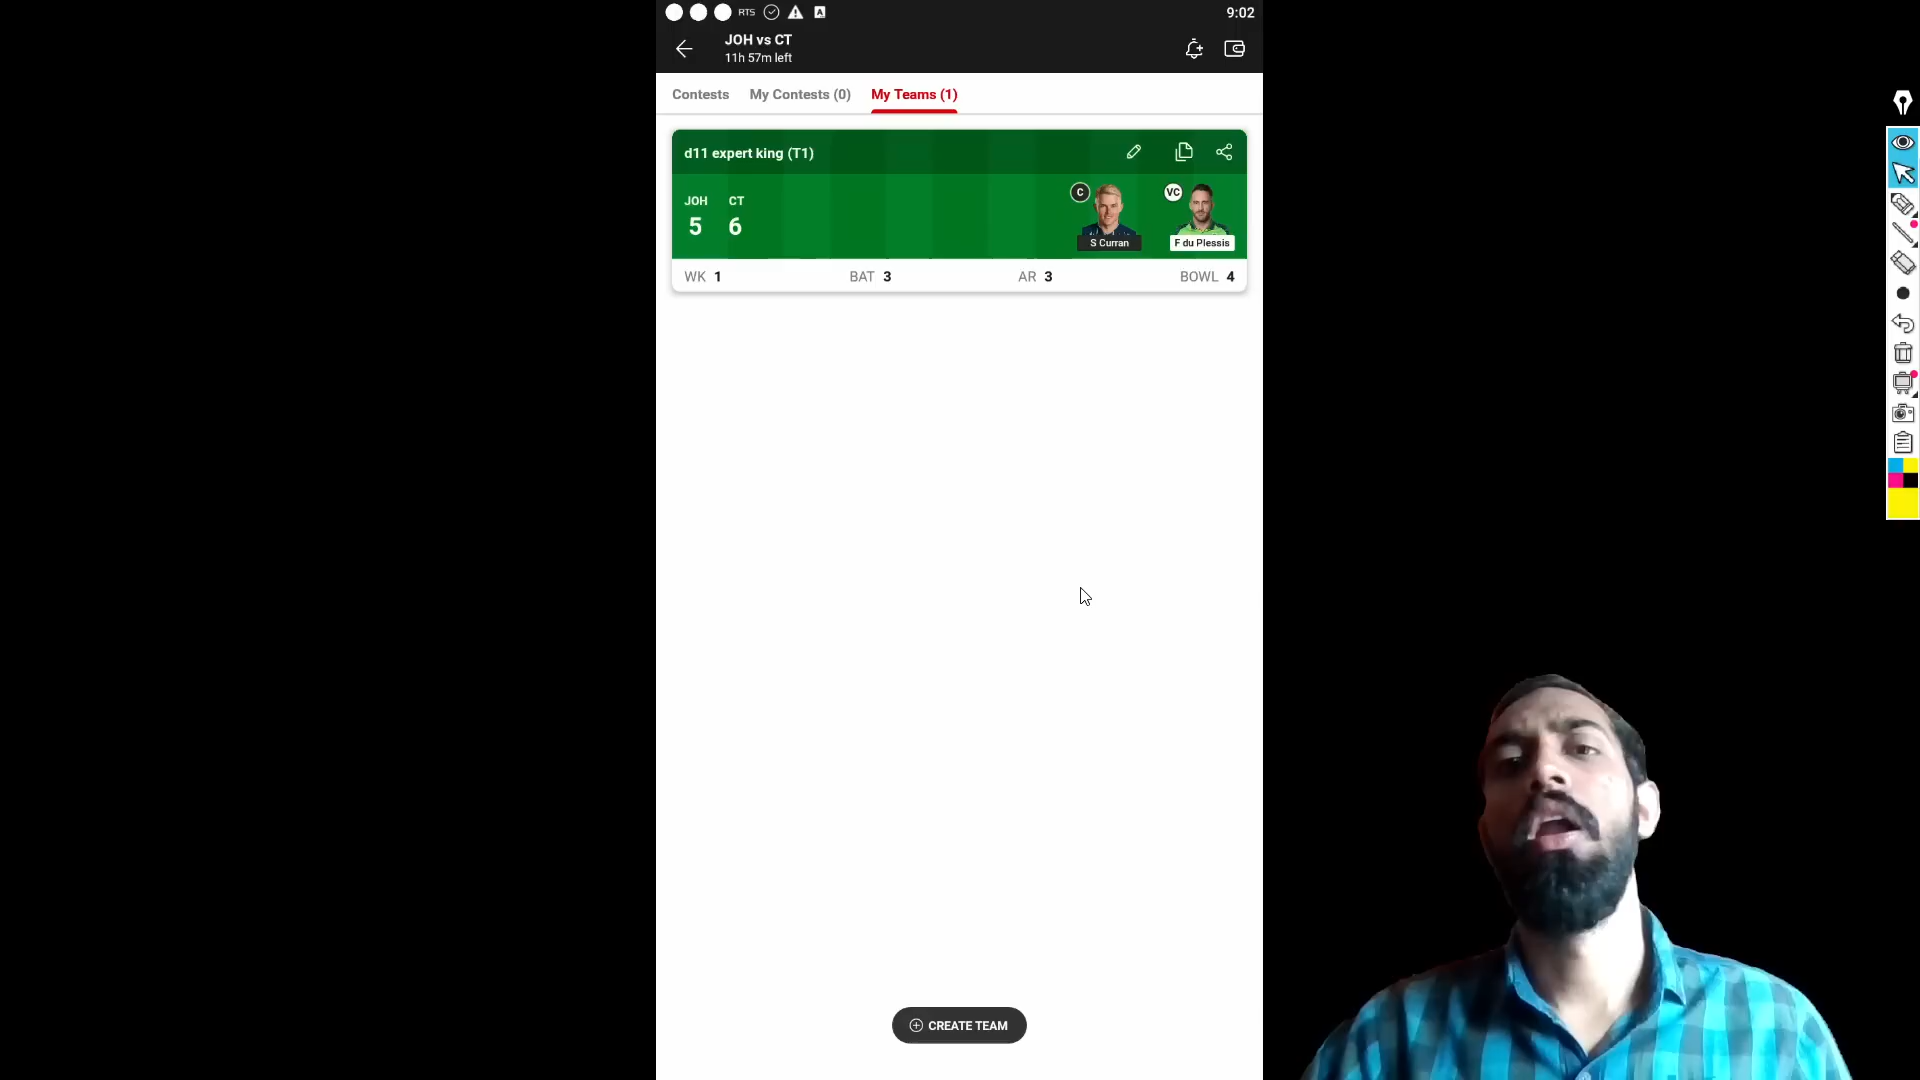 RTS
9:02
JOH vs CT
11h 57m left
Contests My Contests (0) My Teams (1)
d11 expert king (T1)
JOH CT
5 6
C VC
S Curran F du Plessis
WK 1 BAT 3 AR 3 BOWL 4
CREATE TEAM